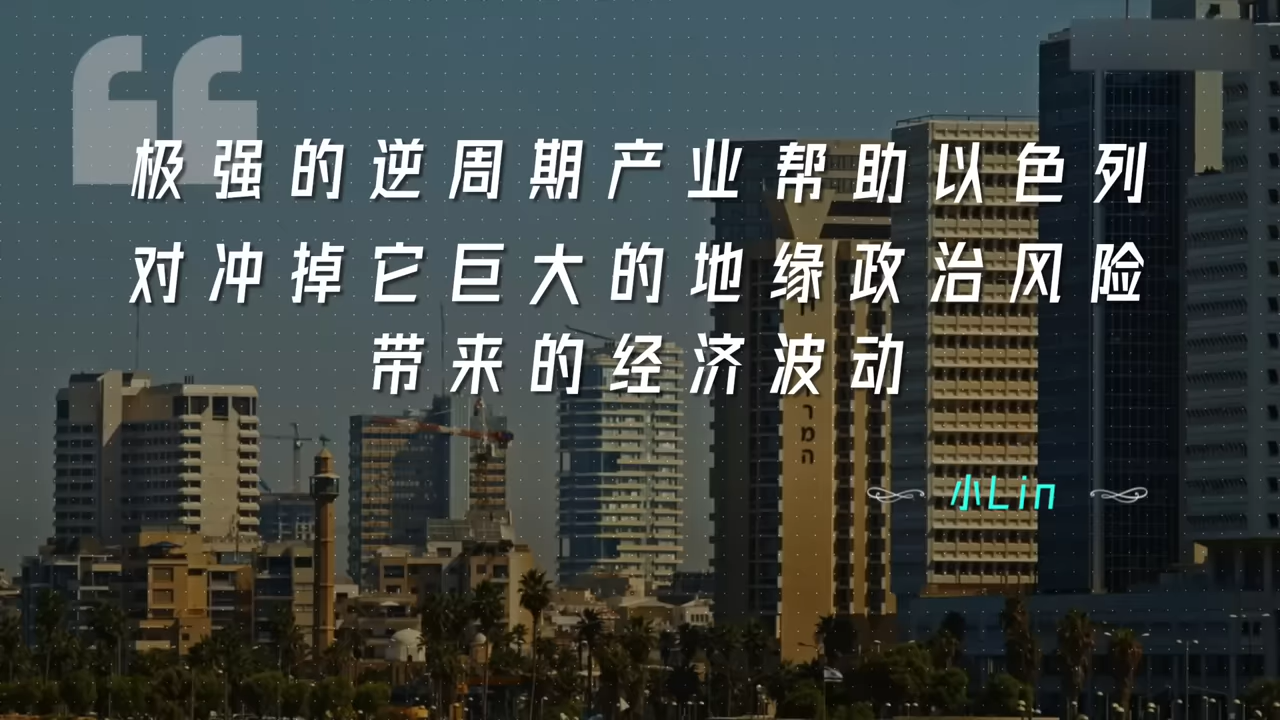 极强的逆周期产业帮助以色列
对冲掉它巨大的地缘政治风险
带来的经济波动
小Lin